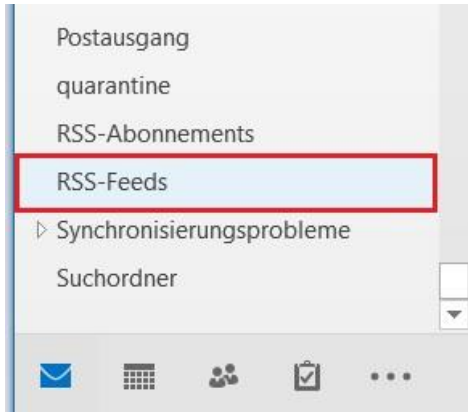 Postausgang
quarantine
RSS-Abonnements
RSS-Feeds
Synchronisierungsprobleme
Suchordner